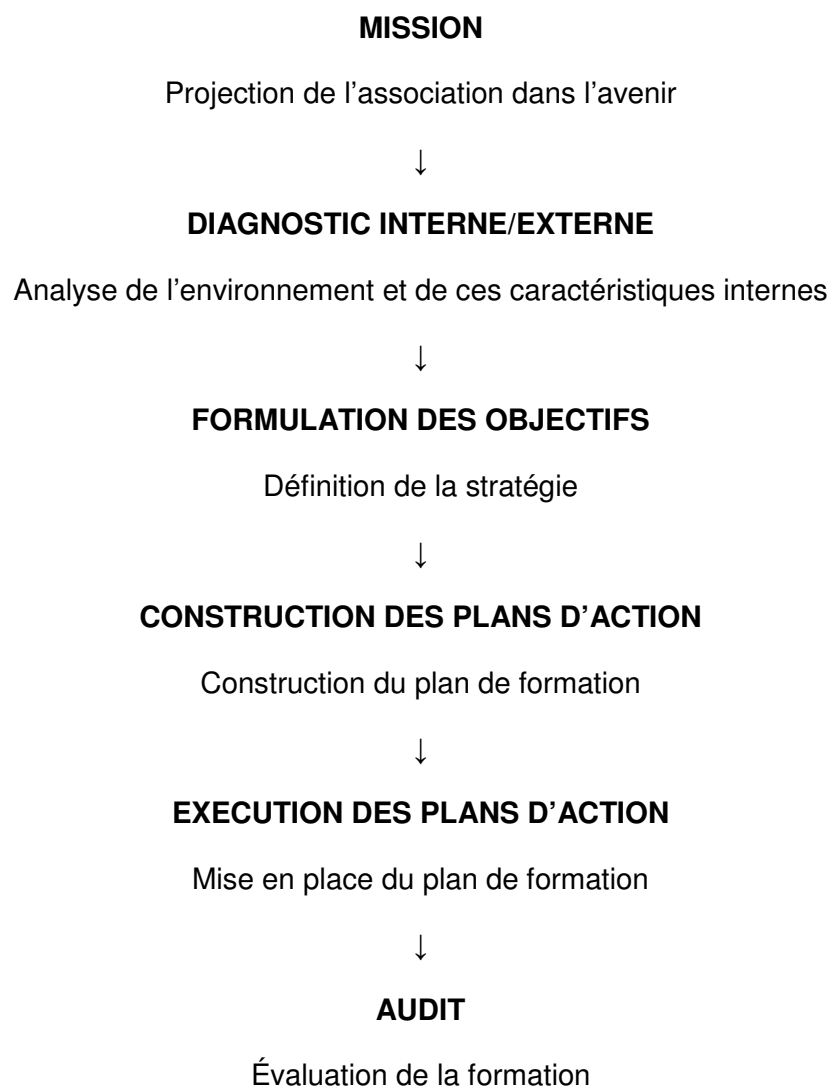 MISSION
Projection de l’association dans l’avenir
↓
DIAGNOSTIC INTERNE/EXTERNE
Analyse de l’environnement et de ces caractéristiques internes
↓
FORMULATION DES OBJECTIFS
Définition de la stratégie
↓
CONSTRUCTION DES PLANS D’ACTION
Construction du plan de formation
↓
EXECUTION DES PLANS D’ACTION
Mise en place du plan de formation
↓
AUDIT
Évaluation de la formation